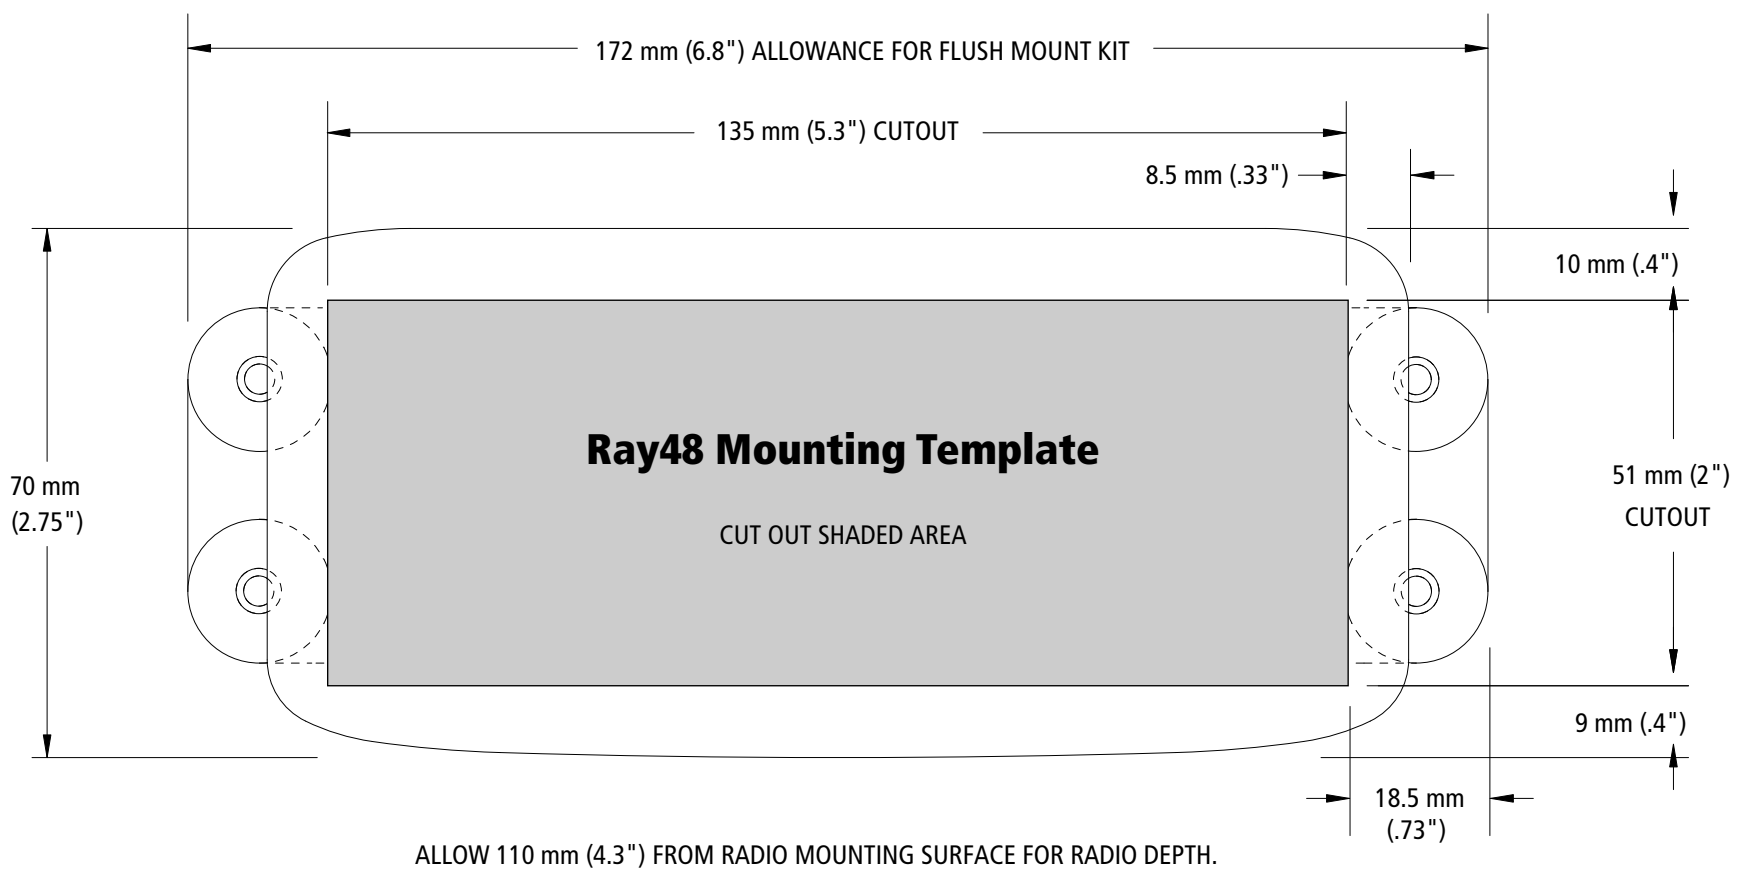 172 mm (6.8") ALLOWANCE FOR FLUSH MOUNT KIT
135 mm (5.3") CUTOUT
8.5 mm (.33")
10 mm (.4")
Ray48 Mounting Template
CUT OUT SHADED AREA
70 mm
(2.75")
51 mm (2")
CUTOUT
9 mm (.4")
18.5 mm
(.73")
ALLOW 110 mm (4.3") FROM RADIO MOUNTING SURFACE FOR RADIO DEPTH.